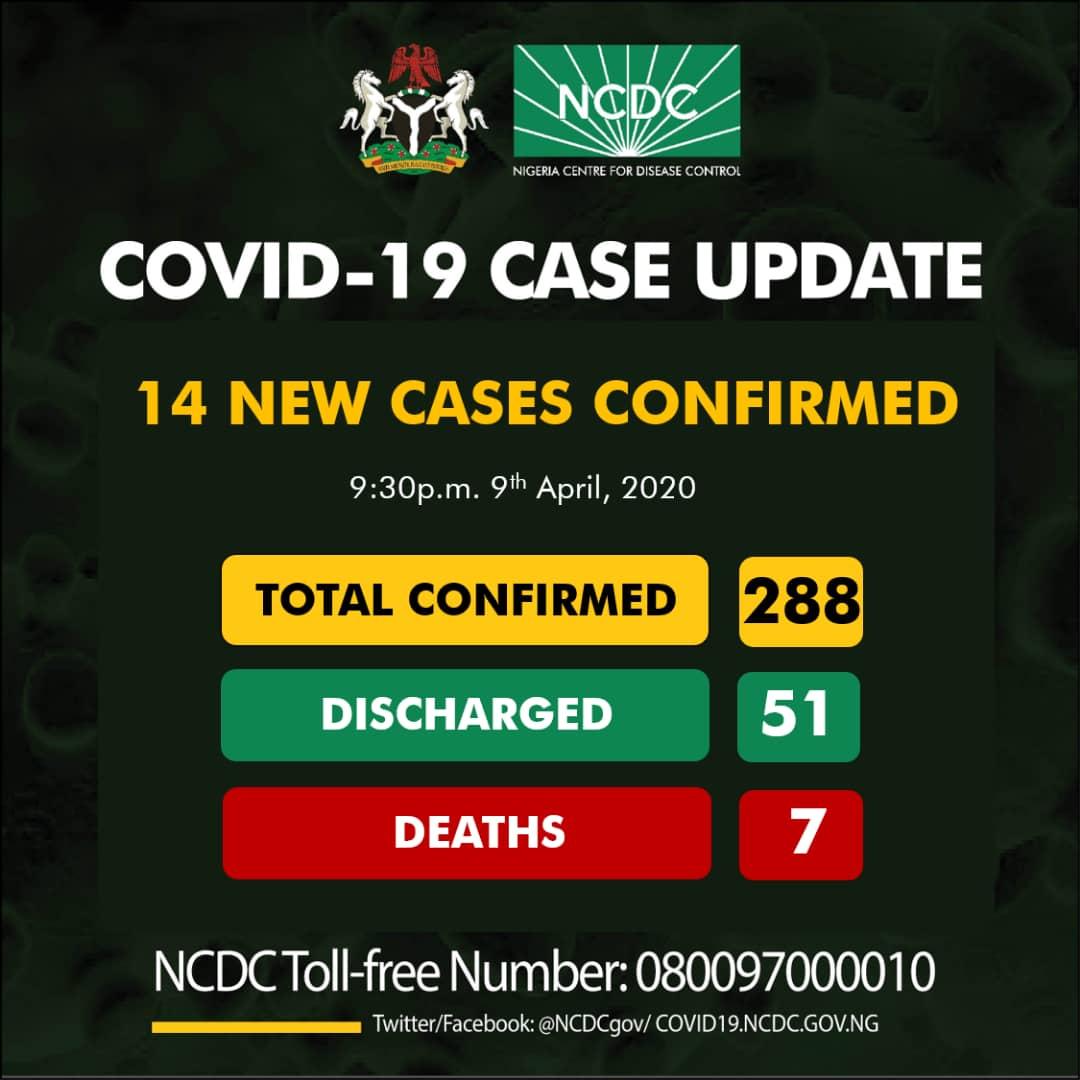 NCDC
NIGERIA CENTRE FOR DISEASE CONTROL
COVID-19 CASE UPDATE
14 NEW CASES CONFIRMED
9:30p.m. 9th April, 2020
TOTAL CONFIRMED 288
DISCHARGED 51
DEATHS 7
NCDC Toll-free Number: 080097000010
Twitter/Facebook: @NCDCgov/ COVID19.NCDC.GOV.NG